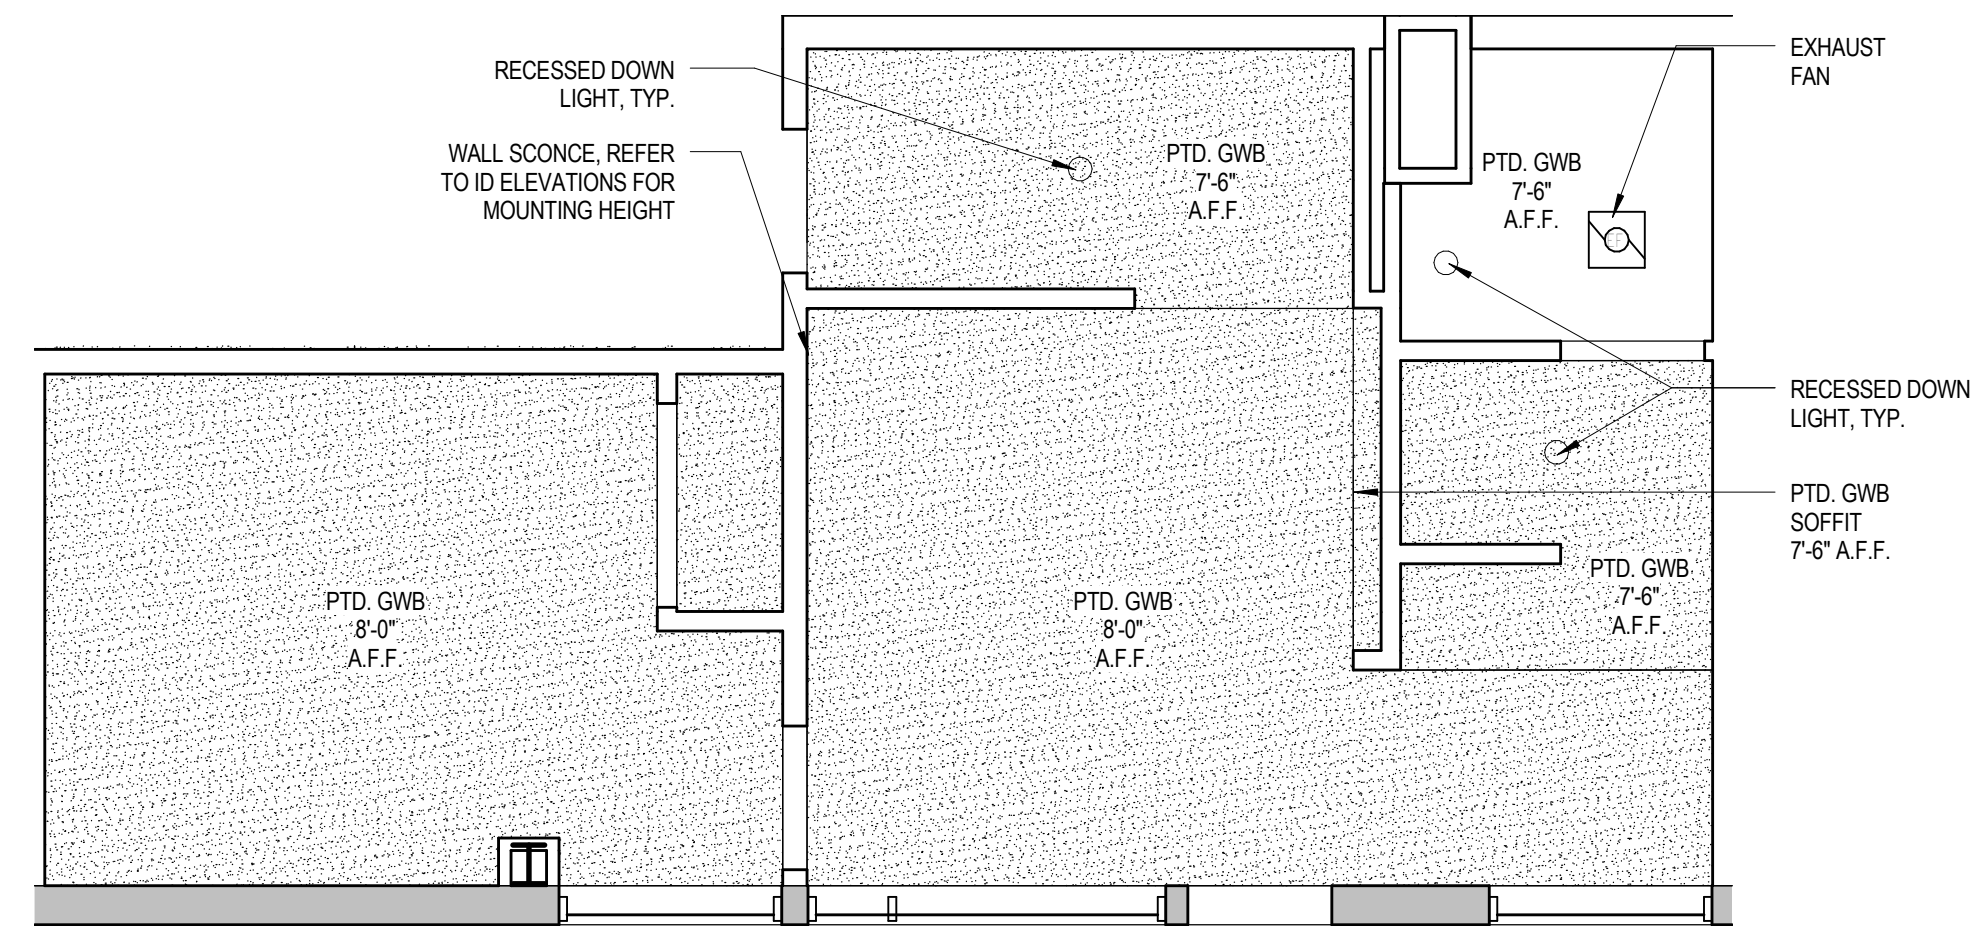 EXHAUST
FAN
RECESSED DOWN
LIGHT, TYP.
WALL SCONCE, REFER
TO ID ELEVATIONS FOR
MOUNTING HEIGHT
PTD. GWB
7'-6"
A.F.F.
PTD. GWB
7'-6"
A.F.F.
EF
RECESSED DOWN
LIGHT, TYP.
PTD. GWB
SOFFIT
7'-6" A.F.F.
PTD. GWB
7'-6"
A.F.F.
PTD. GWB
8'-0"
A.F.F.
PTD. GWB
8'-0"
A.F.F.